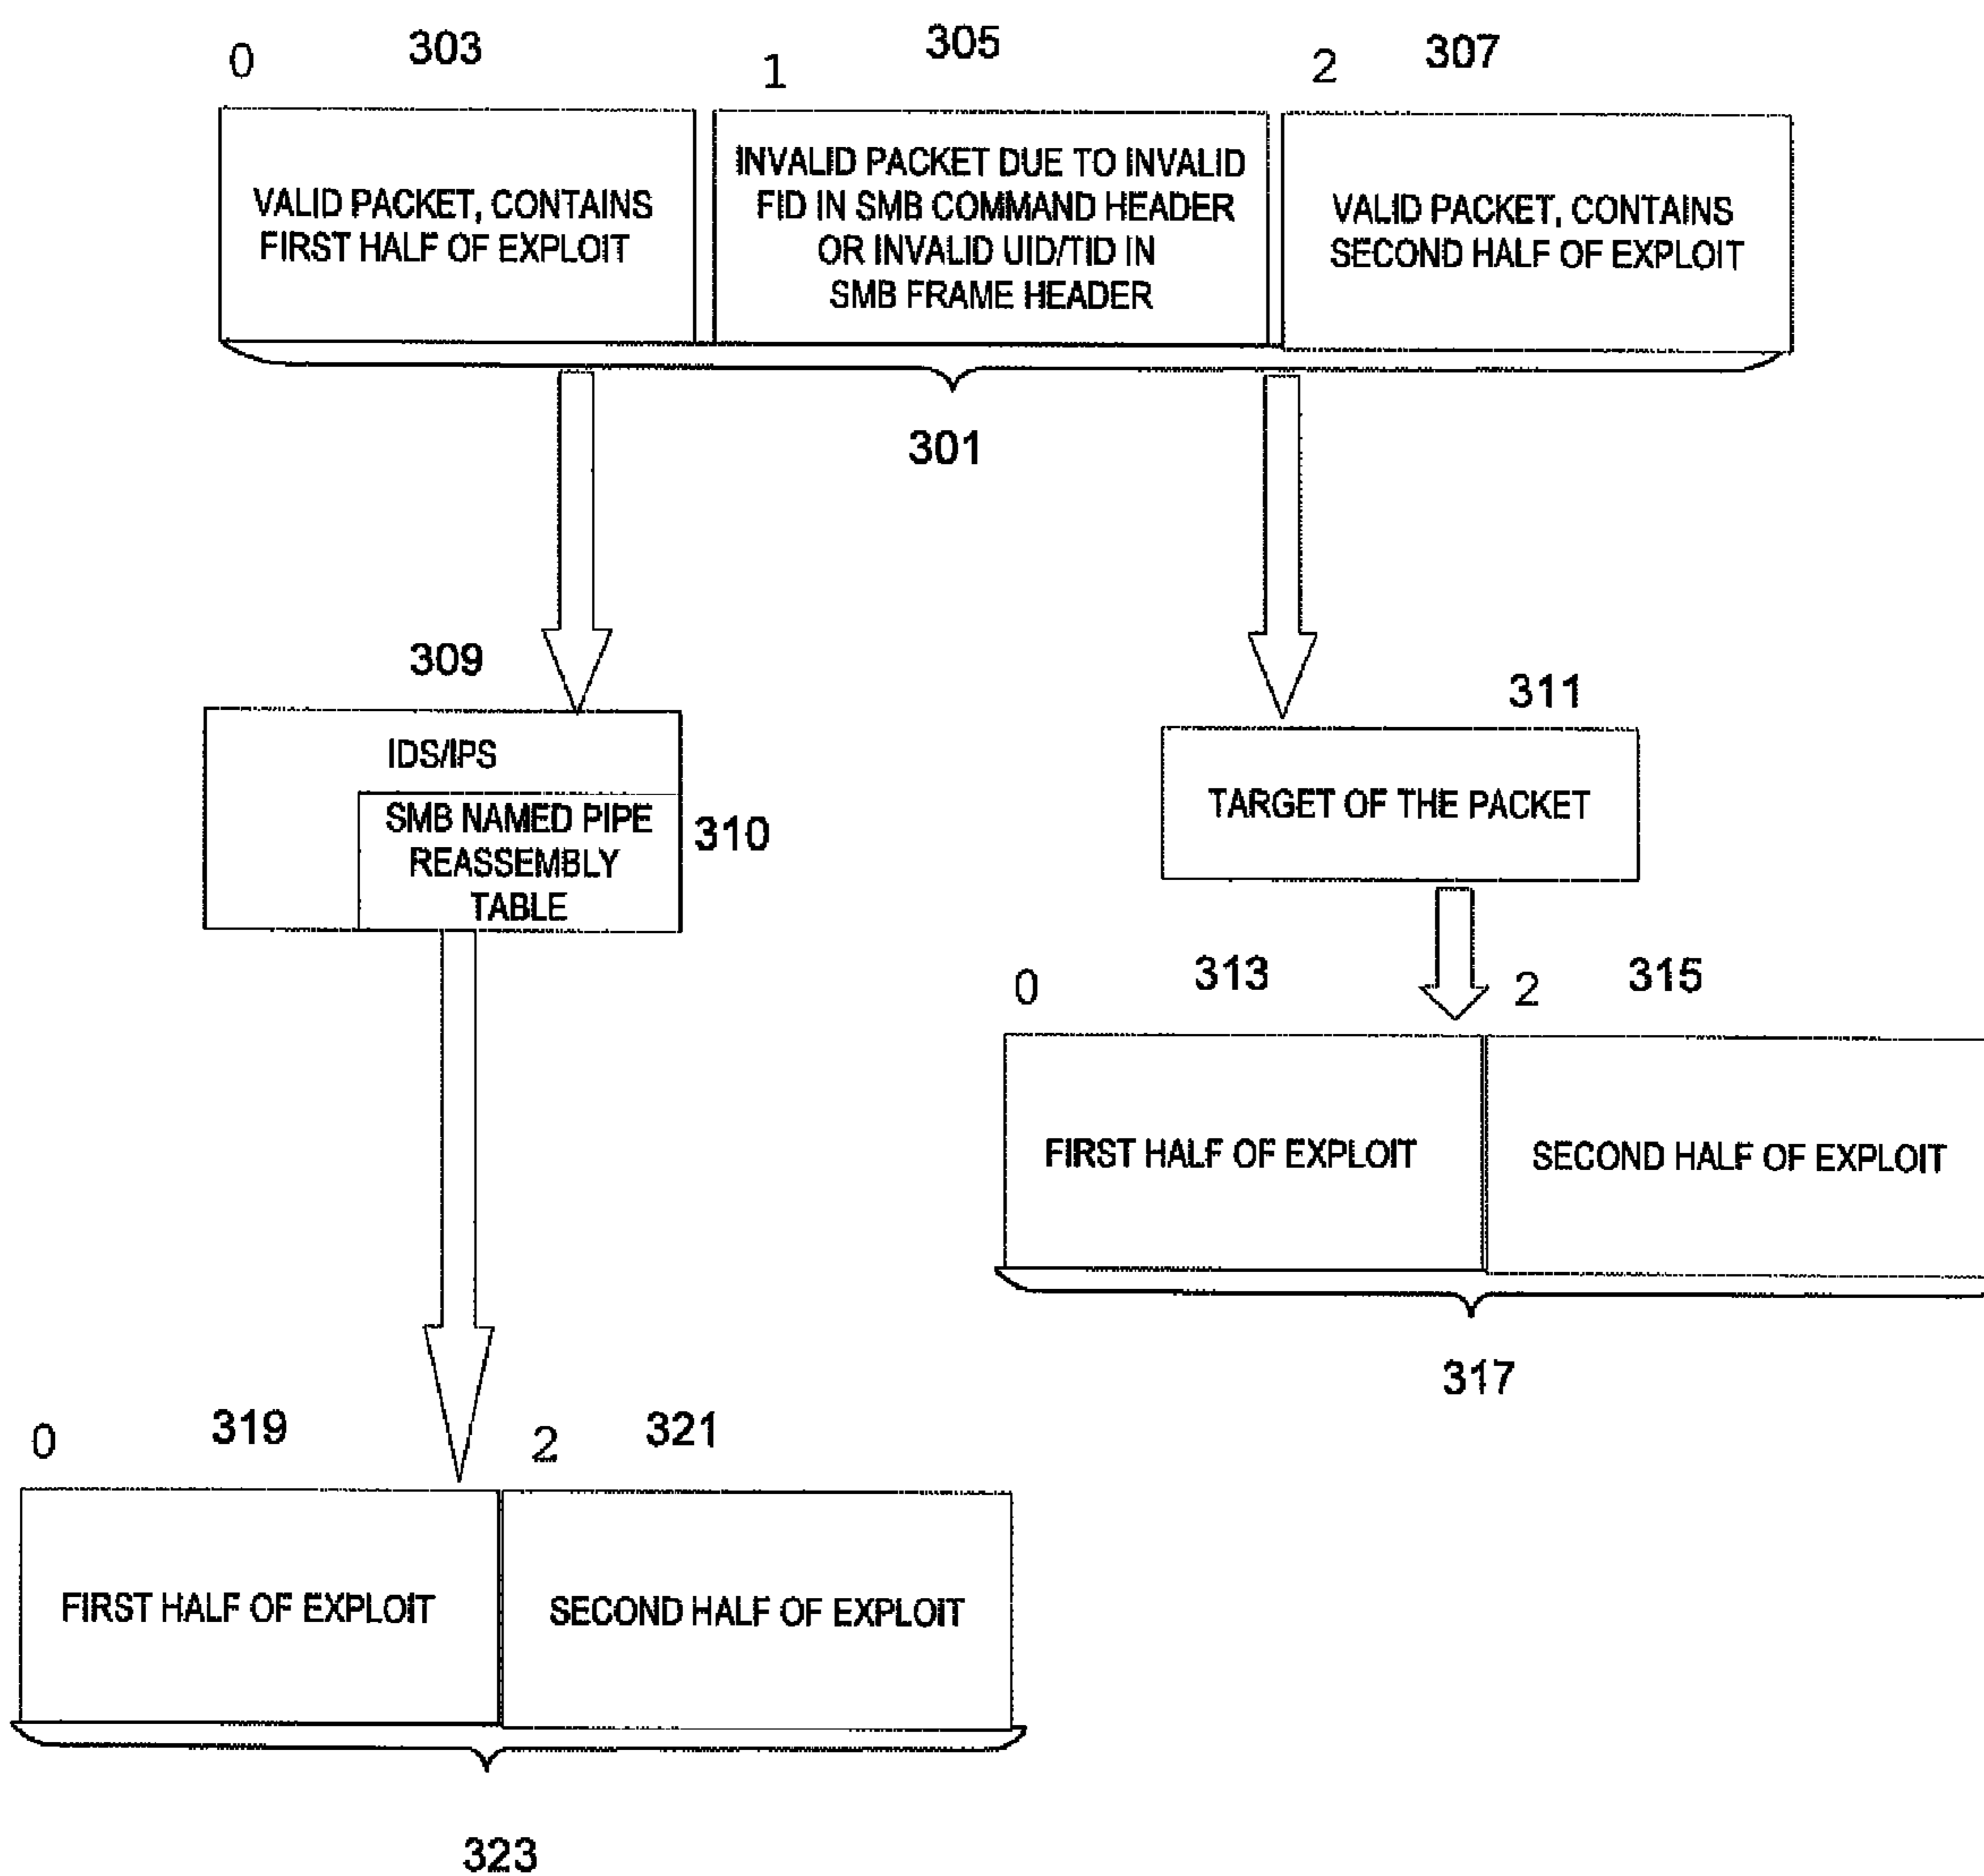 0 303 1 305 2 307
VALID PACKET, CONTAINS
FIRST HALF OF EXPLOIT
INVALID PACKET DUE TO INVALID
FID IN SMB COMMAND HEADER
OR INVALID UID/TID IN
SMB FRAME HEADER
VALID PACKET, CONTAINS
SECOND HALF OF EXPLOIT
301
309
IDS/IPS
SMB NAMED PIPE
REASSEMBLY
TABLE
310
311
TARGET OF THE PACKET
0 313 2 315
FIRST HALF OF EXPLOIT
SECOND HALF OF EXPLOIT
317
0 319 2 321
FIRST HALF OF EXPLOIT
SECOND HALF OF EXPLOIT
323